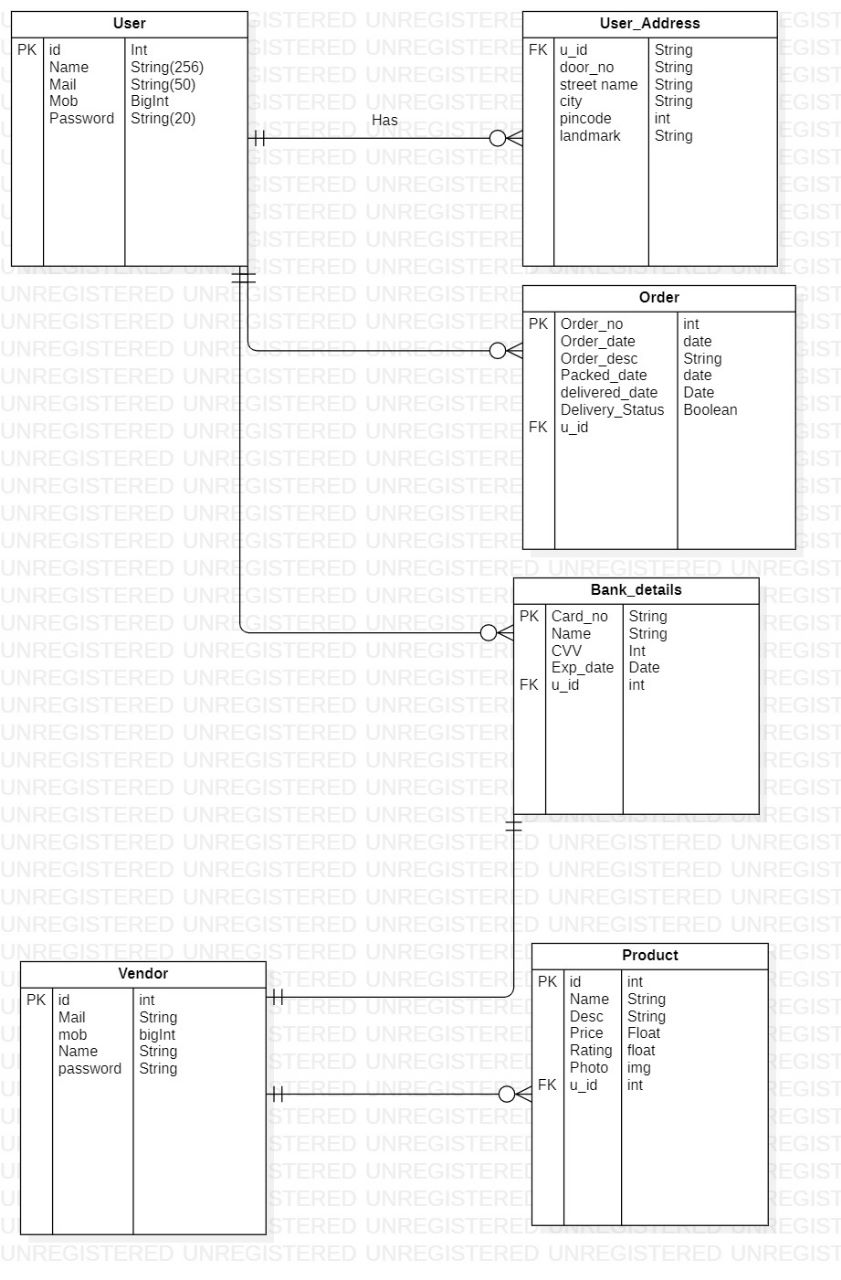 User
PK id Int
Name String(256)
Mail String(50)
Mob BigInt
Password String(20)
Has
User_Address
FK u_id String
door_no String
street name String
city String
pincode int
landmark String
Order
PK Order_no int
Order_date date
Order_desc String
Packed_date date
delivered_date Date
Delivery_Status Boolean
FK u_id
Bank_details
PK Card_no String
Name String
CVV Int
Exp_date Date
FK u_id int
Vendor
PK id int
Mail String
mob bigInt
Name String
password String
Product
PK id int
Name String
Desc String
Price Float
Rating float
Photo img
FK u_id int
UNREGISTERED